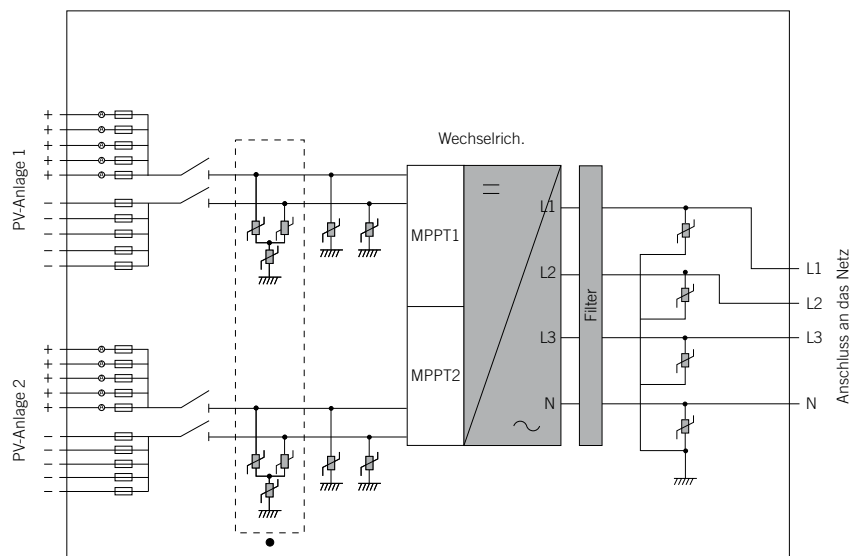 Wechselrich.
PV-Anlage 1
+
+
+
+
+
−
−
−
−
−
MPPT1
MPPT2
L1
L2
L3
N
Filter
L1
L2
L3
N
Anschluss an das Netz
PV-Anlage 2
+
+
+
+
+
−
−
−
−
−